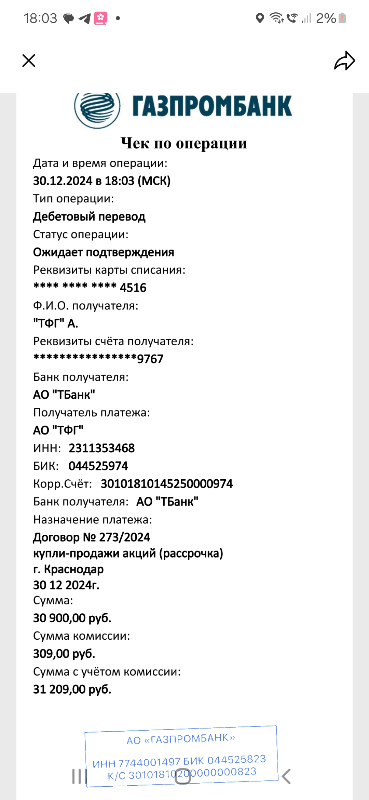 18:03
2%
ГАЗПРОМБАНК
Чек по операции
Дата и время операции:
30.12.2024 в 18:03 (МСК)
Тип операции:
Дебетовый перевод
Статус операции:
Ожидает подтверждения
Реквизиты карты списания:
**** **** **** 4516
Ф.И.О. получателя:
"ТФГ" А.
Реквизиты счёта получателя:
****************9767
Банк получателя:
АО "ТБанк"
Получатель платежа:
АО "ТФГ"
ИНН: 2311353468
БИК: 044525974
Корр.Счёт: 30101810145250000974
Банк получателя: АО "ТБанк"
Назначение платежа:
Договор № 273/2024
купли-продажи акций (рассрочка)
г. Краснодар
30 12 2024г.
Сумма:
30 900,00 руб.
Сумма комиссии:
309,00 руб.
Сумма с учётом комиссии:
31 209,00 руб.
АО «ГАЗПРОМБАНК»
ИНН 7744001497 БИК 044525823
К/С 30101810200000000823